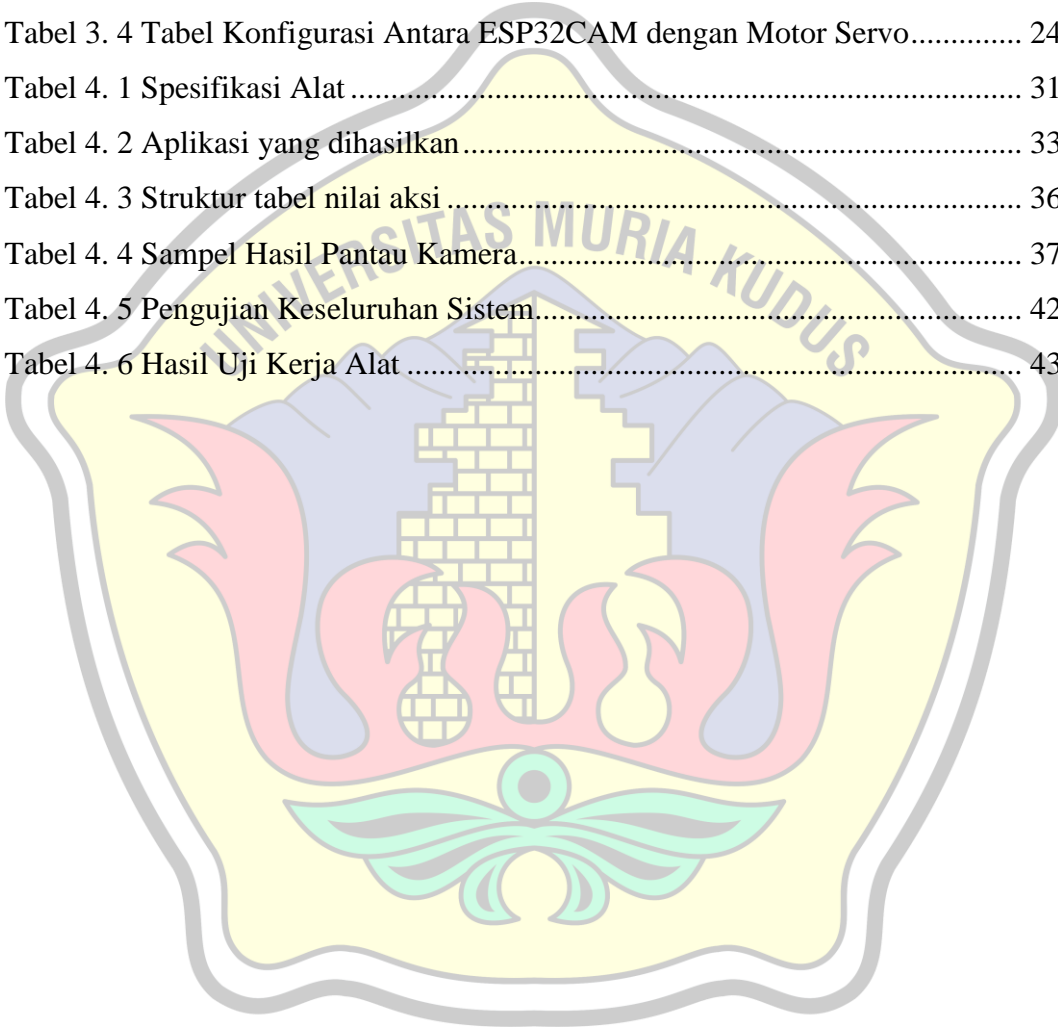 Tabel 3. 4 Tabel Konfigurasi Antara ESP32CAM dengan Motor Servo.............. 24
Tabel 4. 1 Spesifikasi Alat........................................................................................ 31
Tabel 4. 2 Aplikasi yang dihasilkan......................................................................... 33
Tabel 4. 3 Struktur tabel nilai aksi........................................................................... 36
Tabel 4. 4 Sampel Hasil Pantau Kamera.................................................................. 37
Tabel 4. 5 Pengujian Keseluruhan Sistem................................................................ 42
Tabel 4. 6 Hasil Uji Kerja Alat................................................................................ 43
UNIVERSITAS MURIA KUDUS